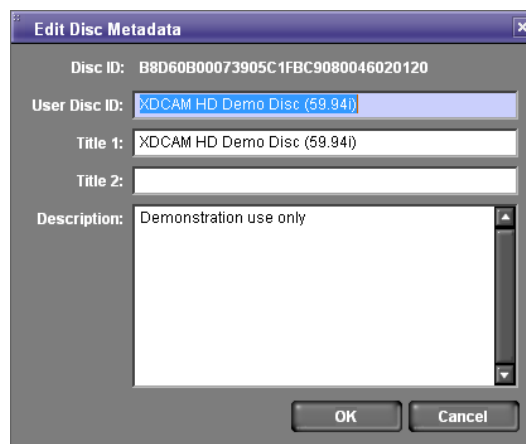 Edit Disc Metadata
Disc ID: B8D60B00073905C1FBC9080046020120
User Disc ID: XDCAM HD Demo Disc (59.94i)
Title 1: XDCAM HD Demo Disc (59.94i)
Title 2:
Description: Demonstration use only
OK Cancel